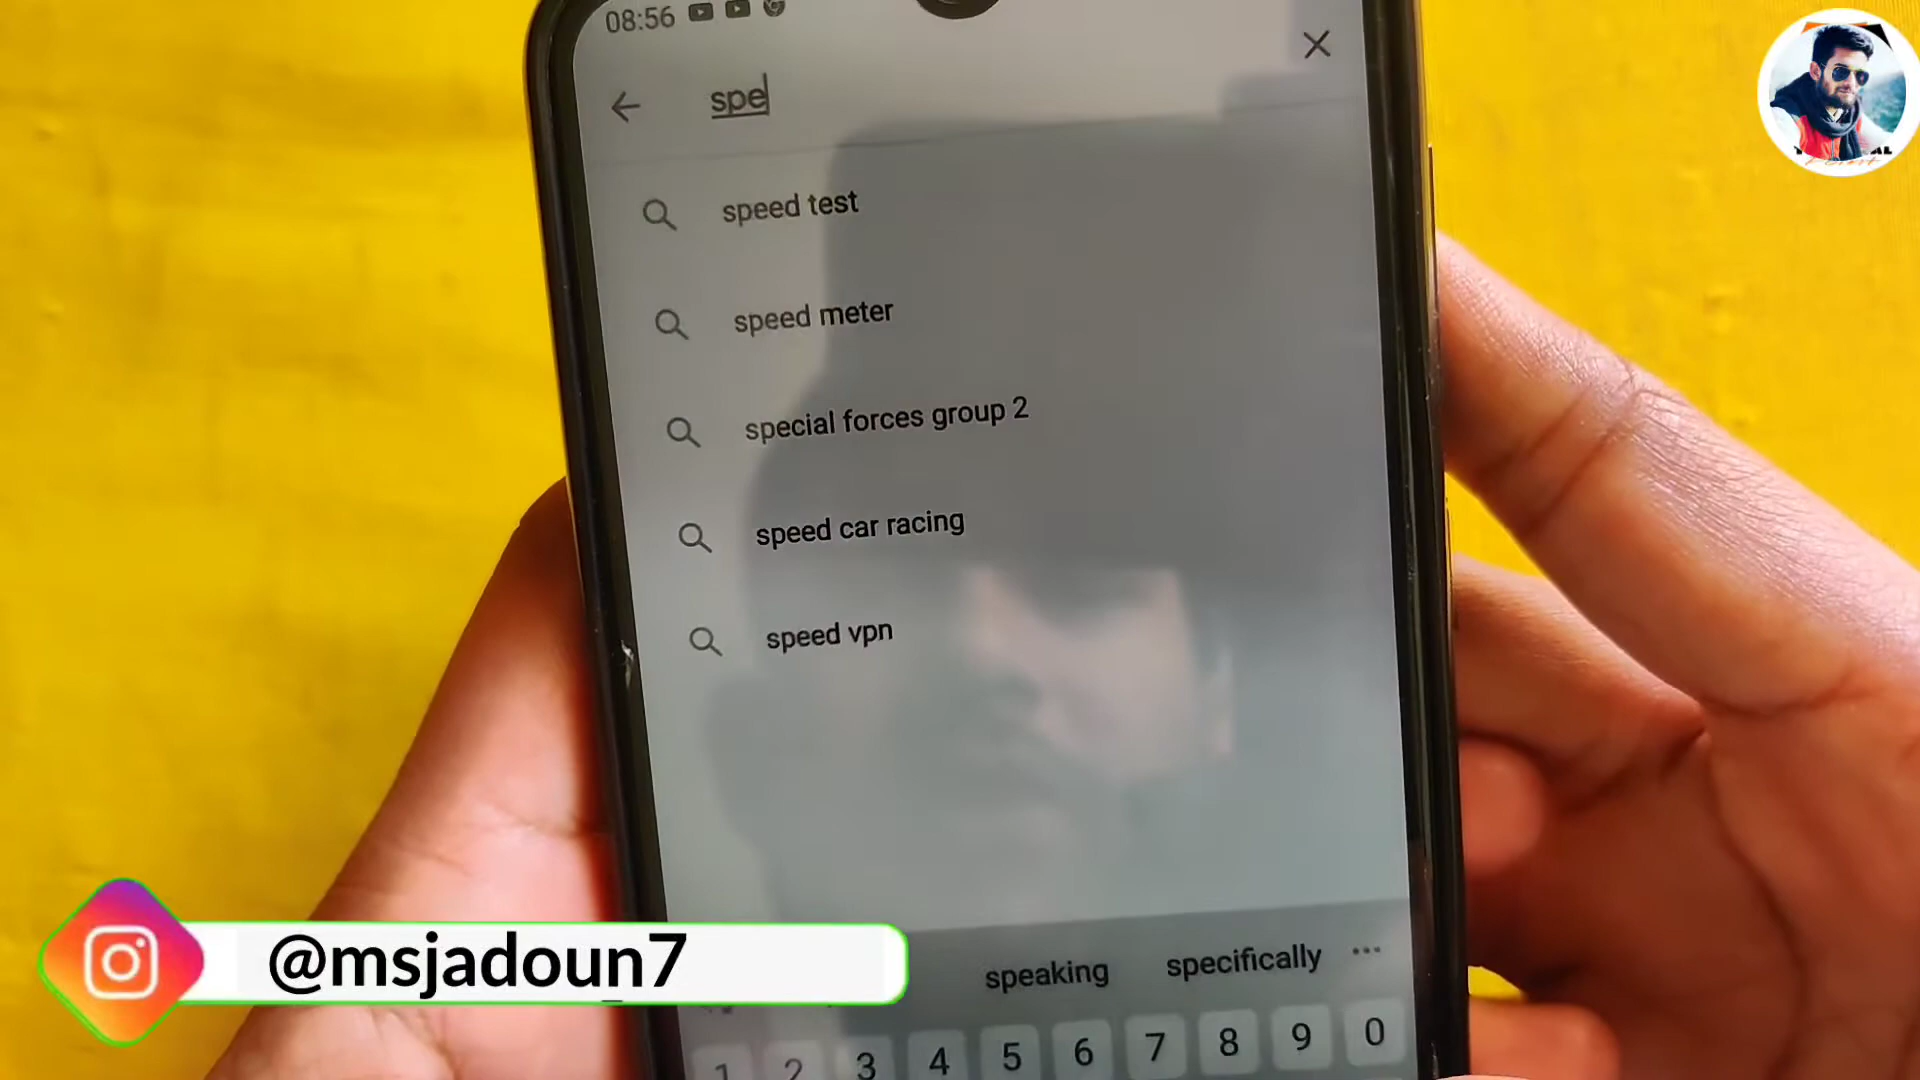 08:56
spe
speed test
speed meter
special forces group 2
speed car racing
speed vpn
@msjadoun7
speaking specifically
1 2 3 4 5 6 7 8 9 0